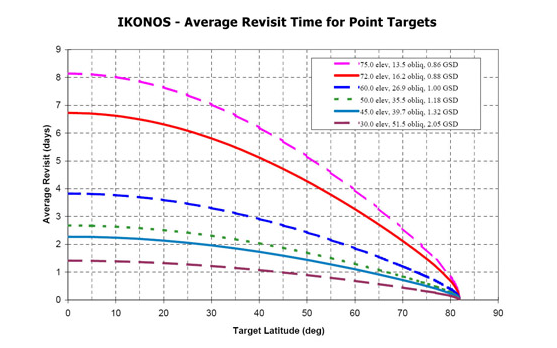 IKONOS - Average Revisit Time for Point Targets
9
8
7
6
5
4
3
2
1
0
Average Revisit (days)
75.0 elev, 13.5 obliq, 0.86 GSD
72.0 elev, 16.2 obliq, 0.88 GSD
60.0 elev, 26.9 obliq, 1.00 GSD
50.0 elev, 35.5 obliq, 1.18 GSD
45.0 elev, 39.7 obliq, 1.32 GSD
30.0 elev, 51.5 obliq, 2.05 GSD
0 10 20 30 40 50 60 70 80 90
Target Latitude (deg)